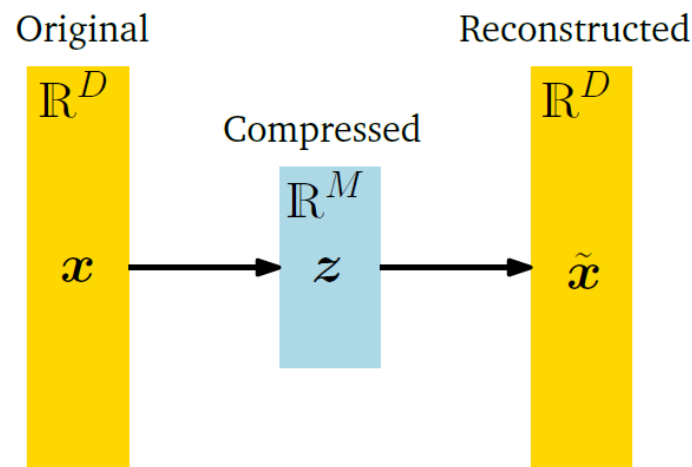 Original
Reconstructed
ℝ^D
ℝ^D
Compressed
ℝ^M
x
z
x̃